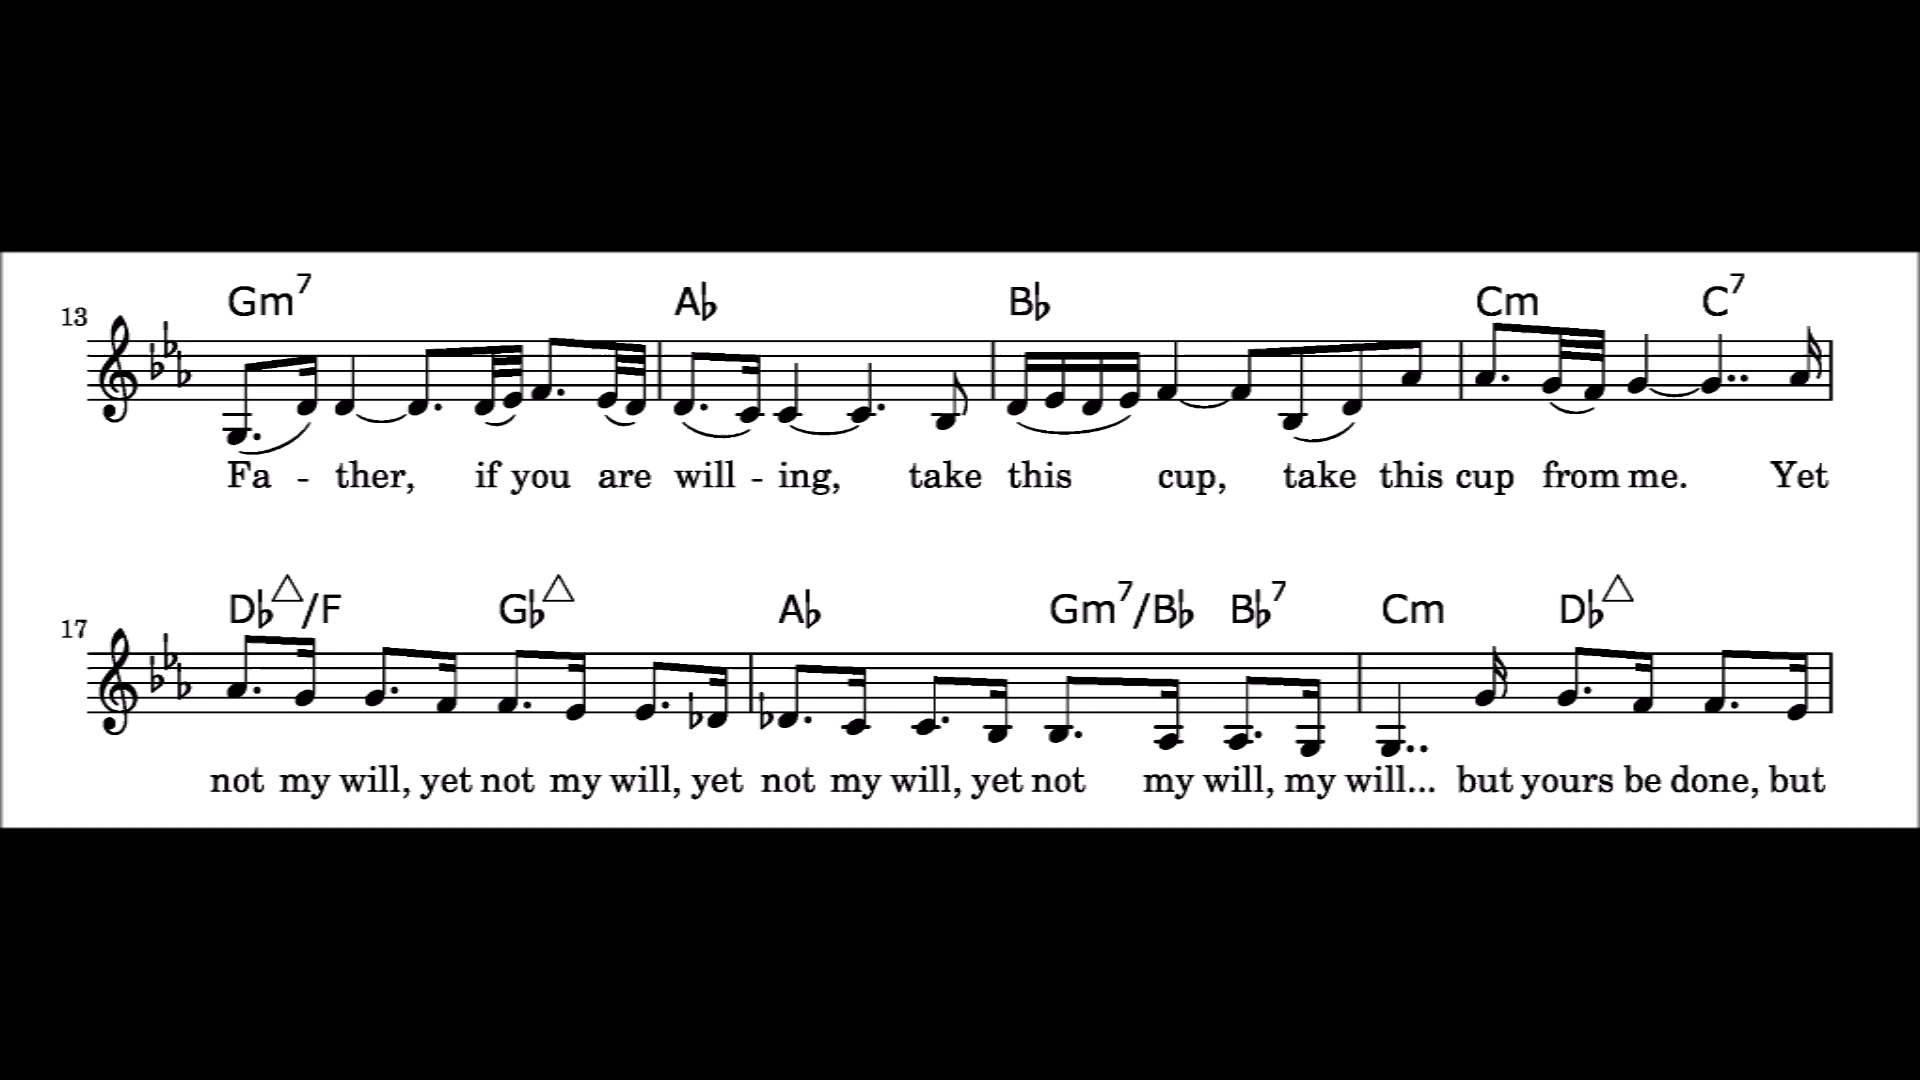 Gm7 A♭ B♭ Cm C7
13
Fa - ther, if you are will - ing, take this cup, take this cup from me. Yet
D♭△/F G♭△ A♭ Gm7/B♭ B♭7 Cm D♭△
17
not my will, yet not my will, yet not my will, yet not my will, my will... but yours be done, but